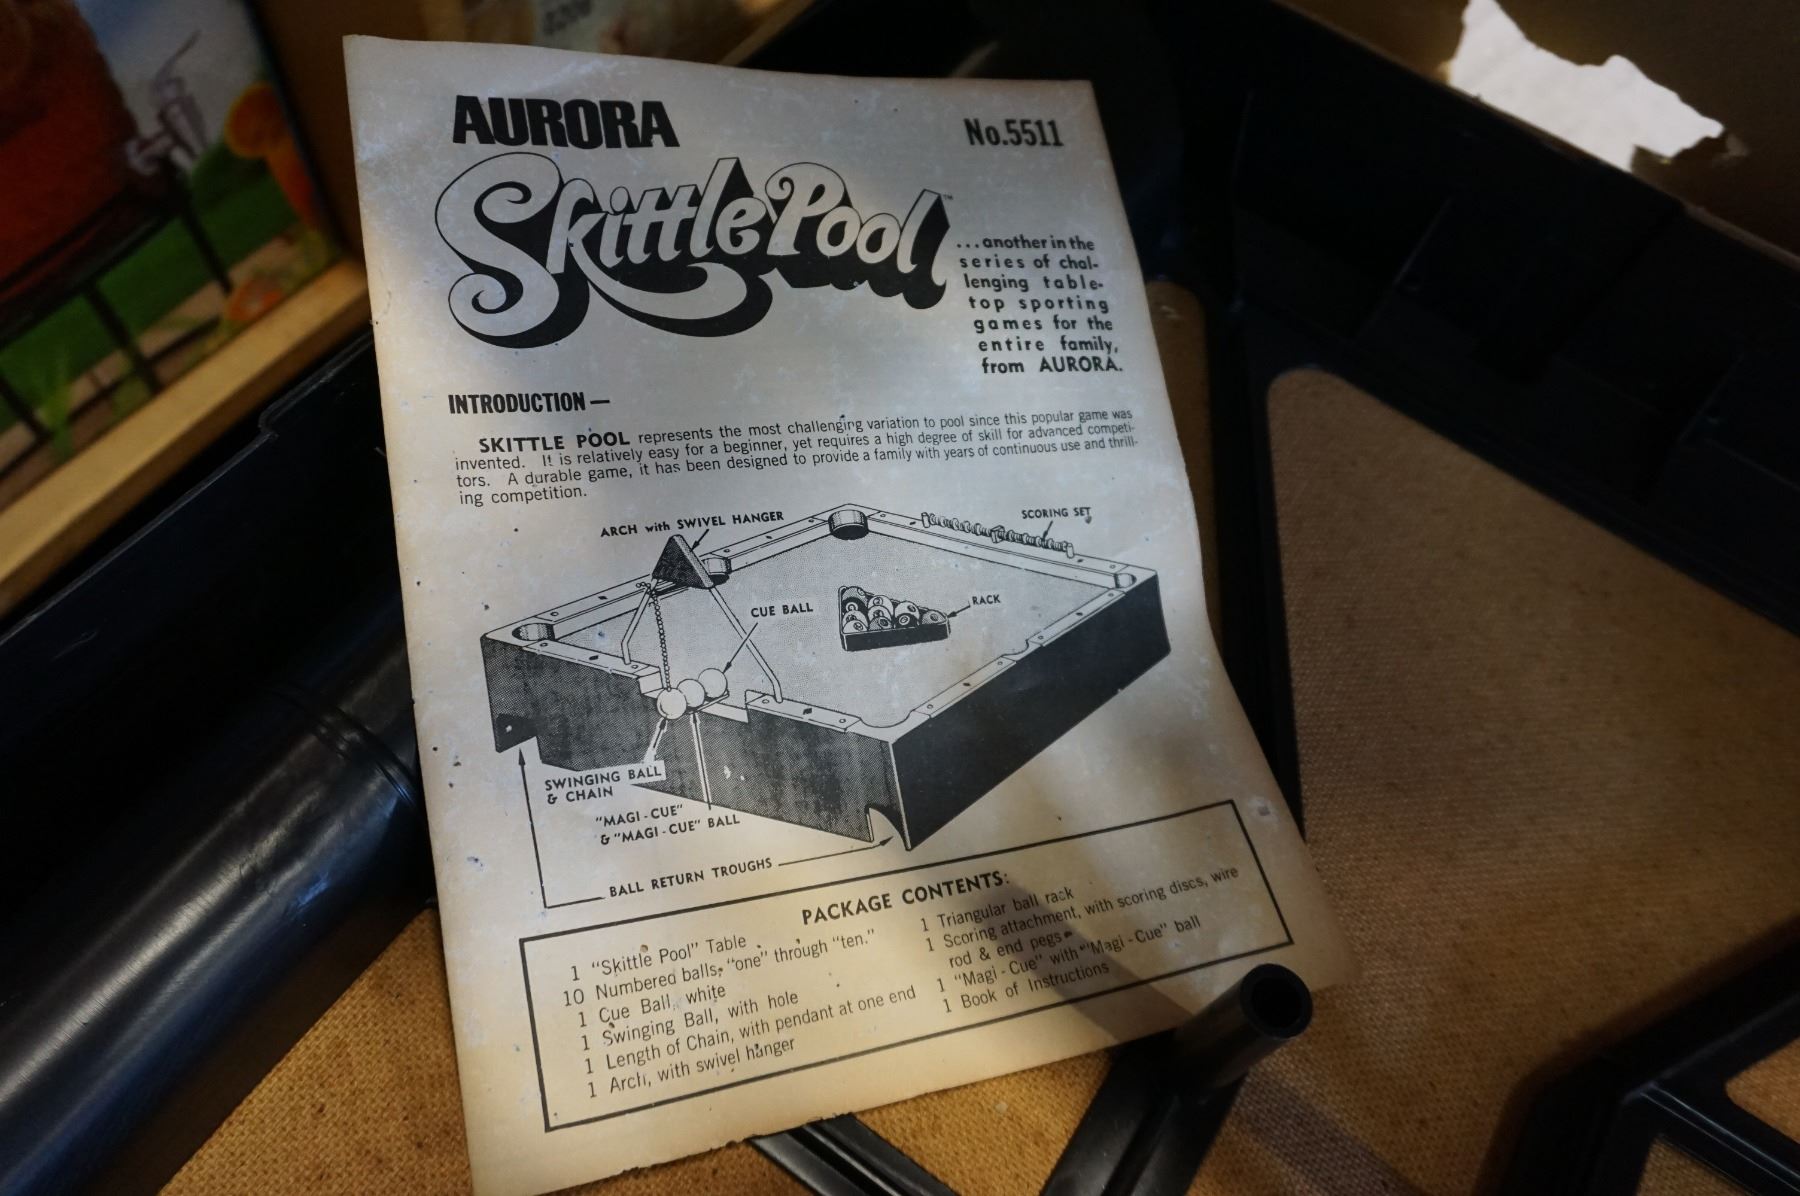 AURORA
No.5511
Skittle Pool™
...another in the
series of chal-
lenging table-
top sporting
games for the
entire family,
from AURORA.
INTRODUCTION —
SKITTLE POOL represents the most challenging variation to pool since this popular game was
invented. It is relatively easy for a beginner, yet requires a high degree of skill for advanced competi-
tors. A durable game, it has been designed to provide a family with years of continuous use and thrill-
ing competition.
ARCH with SWIVEL HANGER
SCORING SET
CUE BALL
RACK
SWINGING BALL
& CHAIN
"MAGI-CUE"
& "MAGI-CUE" BALL
BALL RETURN TROUGHS
PACKAGE CONTENTS:
1 "Skittle Pool" Table
10 Numbered balls, "one" through "ten."
1 Cue Ball, white
1 Swinging Ball, with hole
1 Length of Chain, with pendant at one end
1 Arch, with swivel hanger
1 Triangular ball rack
1 Scoring attachment, with scoring discs, wire
rod & end pegs
1 "Magi-Cue" with "Magi-Cue" ball
1 Book of Instructions